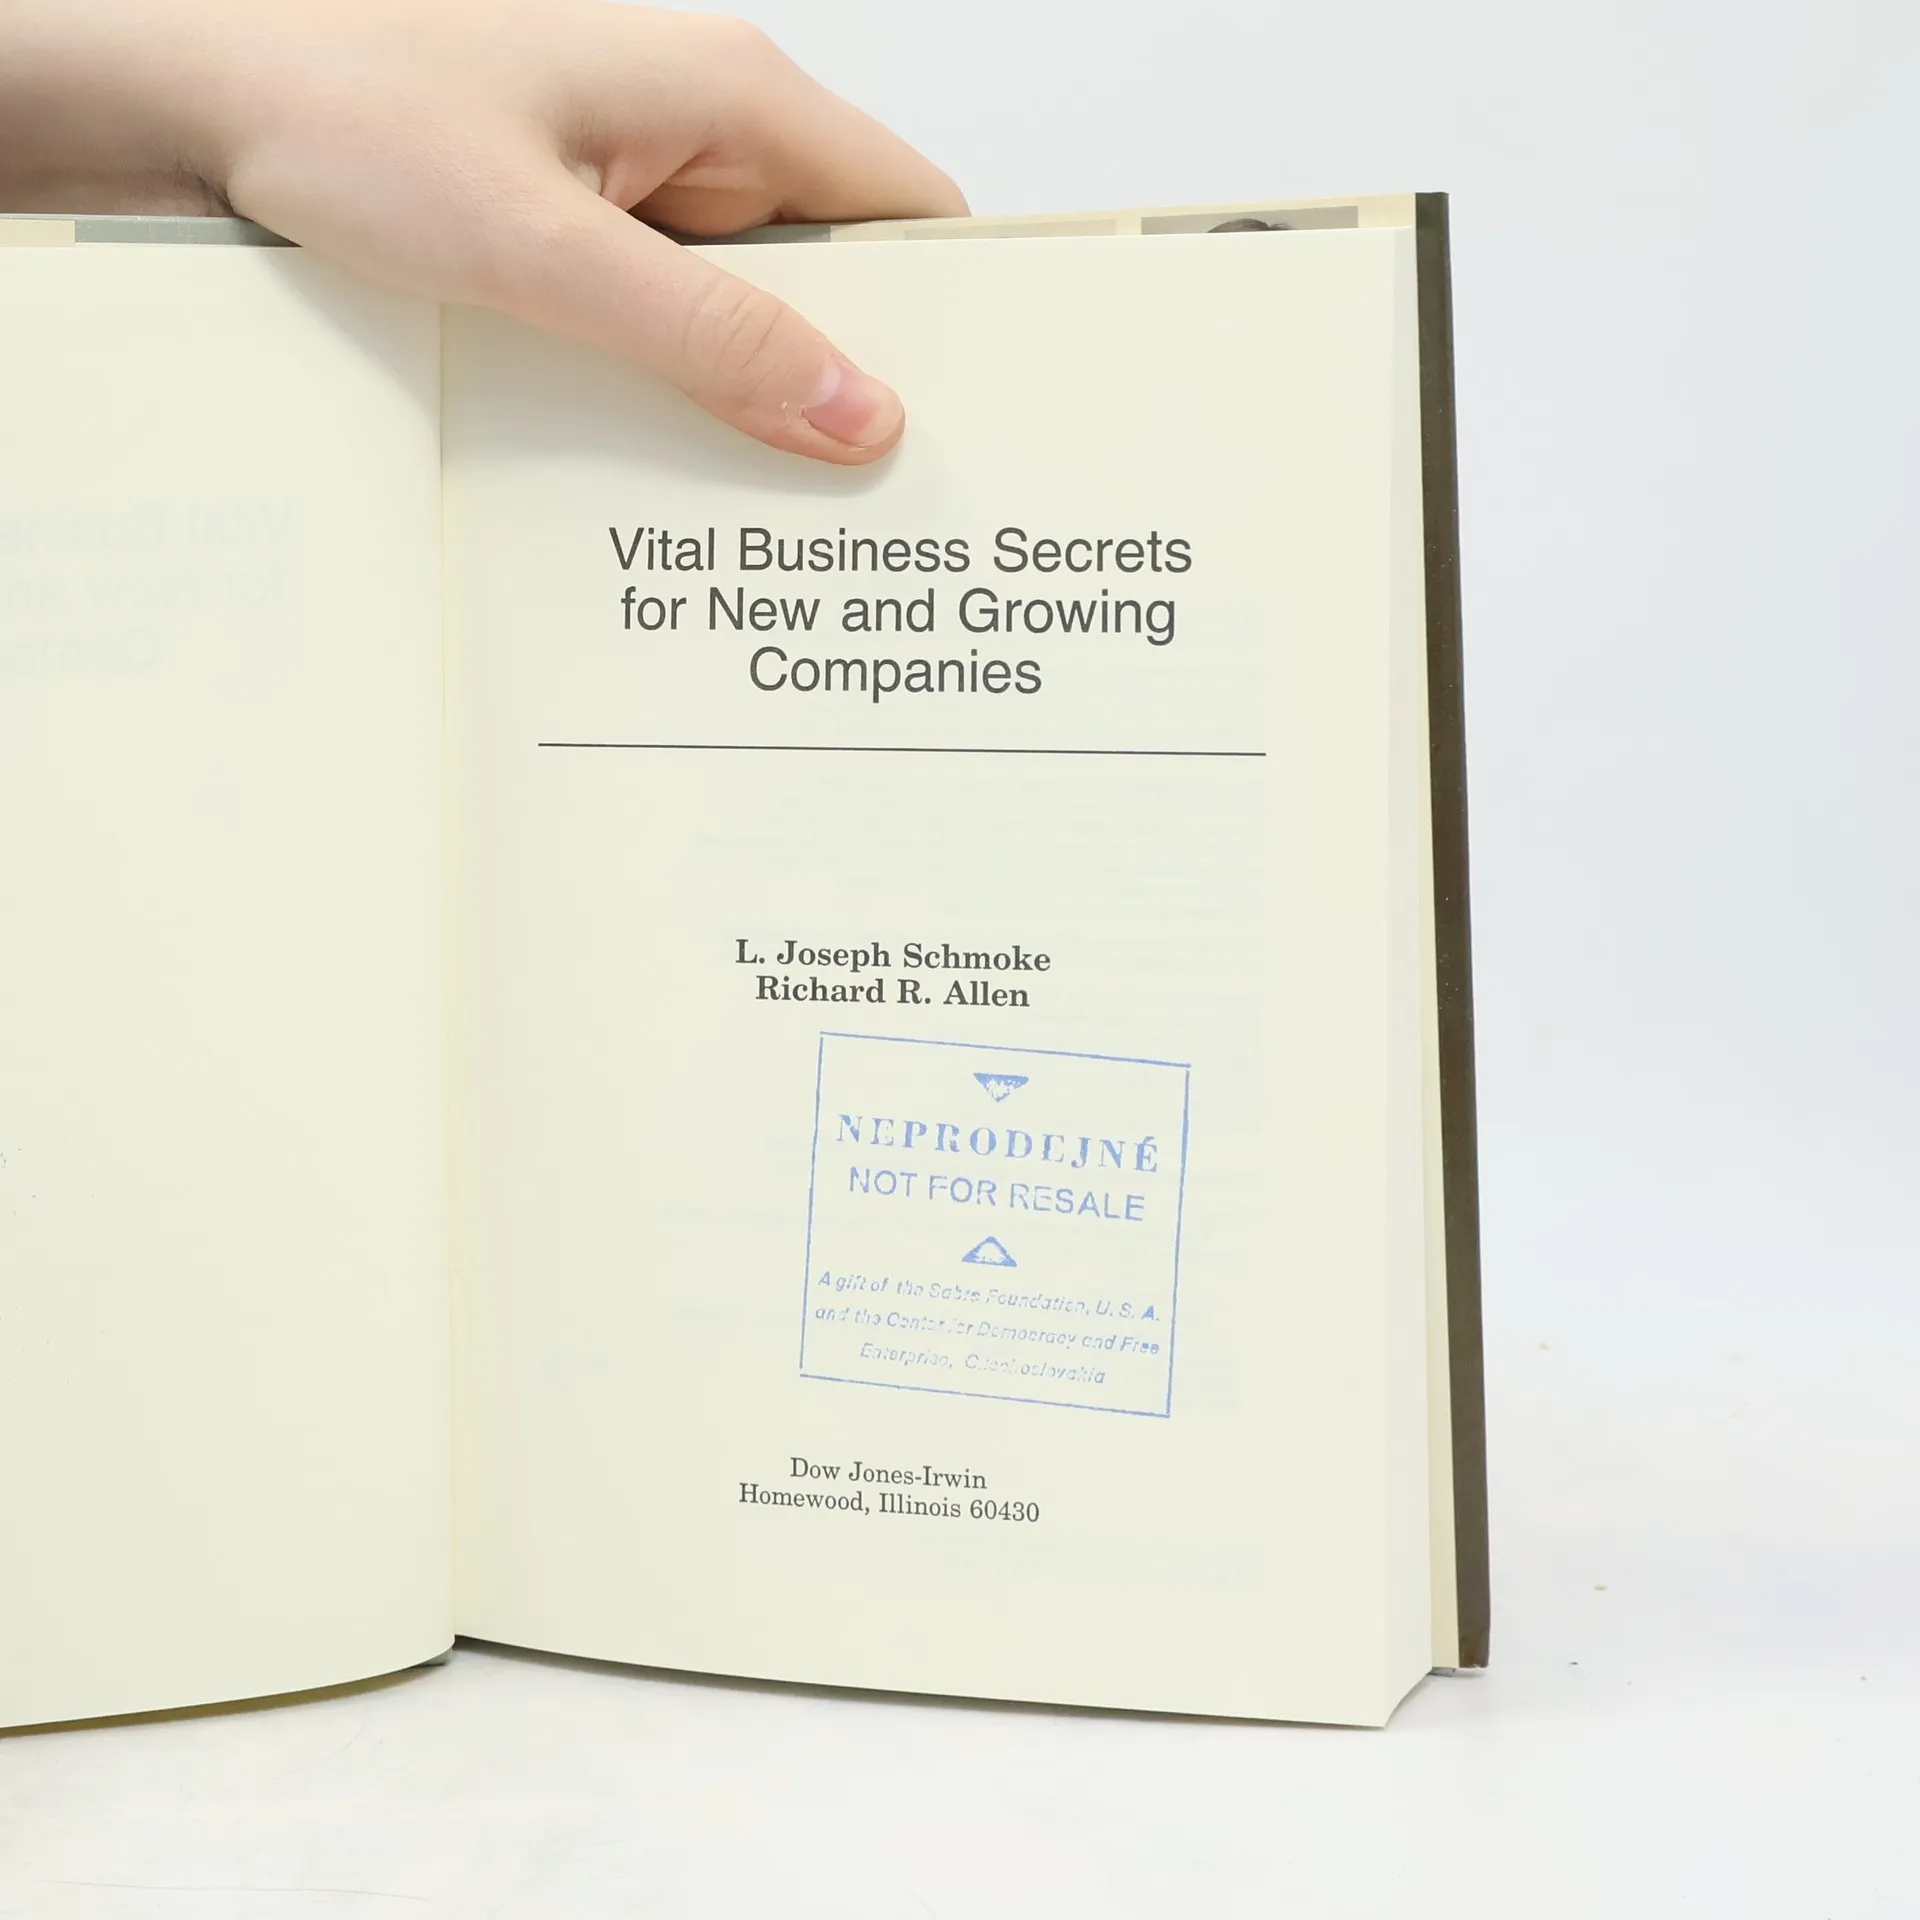 Vital Business Secrets
for New and Growing
Companies
L. Joseph Schmoke
Richard R. Allen
NEPRODEJNÉ
NOT FOR RESALE
A gift of the Sabre Foundation, U. S. A.
and the Center for Democracy and Free
Enterprise, Czechoslovakia
Dow Jones-Irwin
Homewood, Illinois 60430